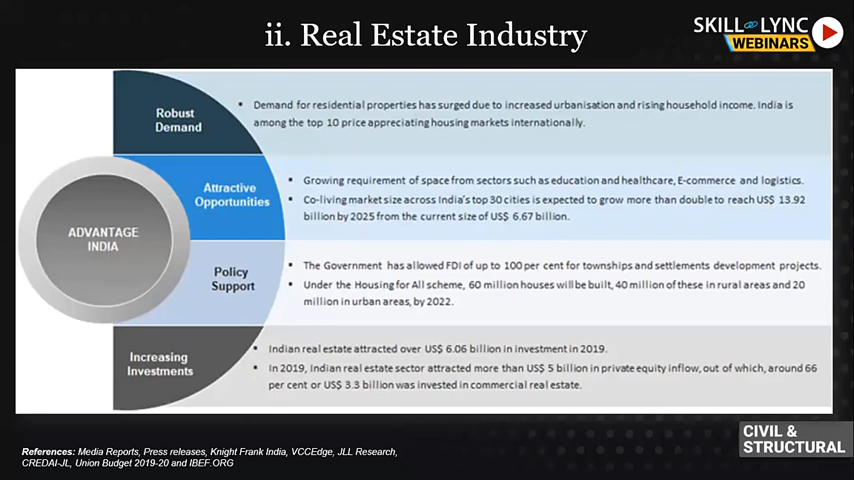 ii. Real Estate Industry
SKILL LYNC
WEBINARS
Robust
Demand
▪ Demand for residential properties has surged due to increased urbanisation and rising household income. India is
among the top 10 price appreciating housing markets internationally.
ADVANTAGE
INDIA
Attractive
Opportunities
▪ Growing requirement of space from sectors such as education and healthcare, E-commerce and logistics.
▪ Co-living market size across India's top 30 cities is expected to grow more than double to reach US$ 13.92
billion by 2025 from the current size of US$ 6.67 billion.
Policy
Support
▪ The Government has allowed FDI of up to 100 per cent for townships and settlements development projects.
▪ Under the Housing for All scheme, 60 million houses will be built, 40 million of these in rural areas and 20
million in urban areas, by 2022.
Increasing
Investments
▪ Indian real estate attracted over US$ 6.06 billion in investment in 2019.
▪ In 2019, Indian real estate sector attracted more than US$ 5 billion in private equity inflow, out of which, around 66
per cent or US$ 3.3 billion was invested in commercial real estate.
CIVIL &
STRUCTURAL
References: Media Reports, Press releases, Knight Frank India, VCCEdge, JLL Research,
CREDAI-JL, Union Budget 2019-20 and IBEF.ORG